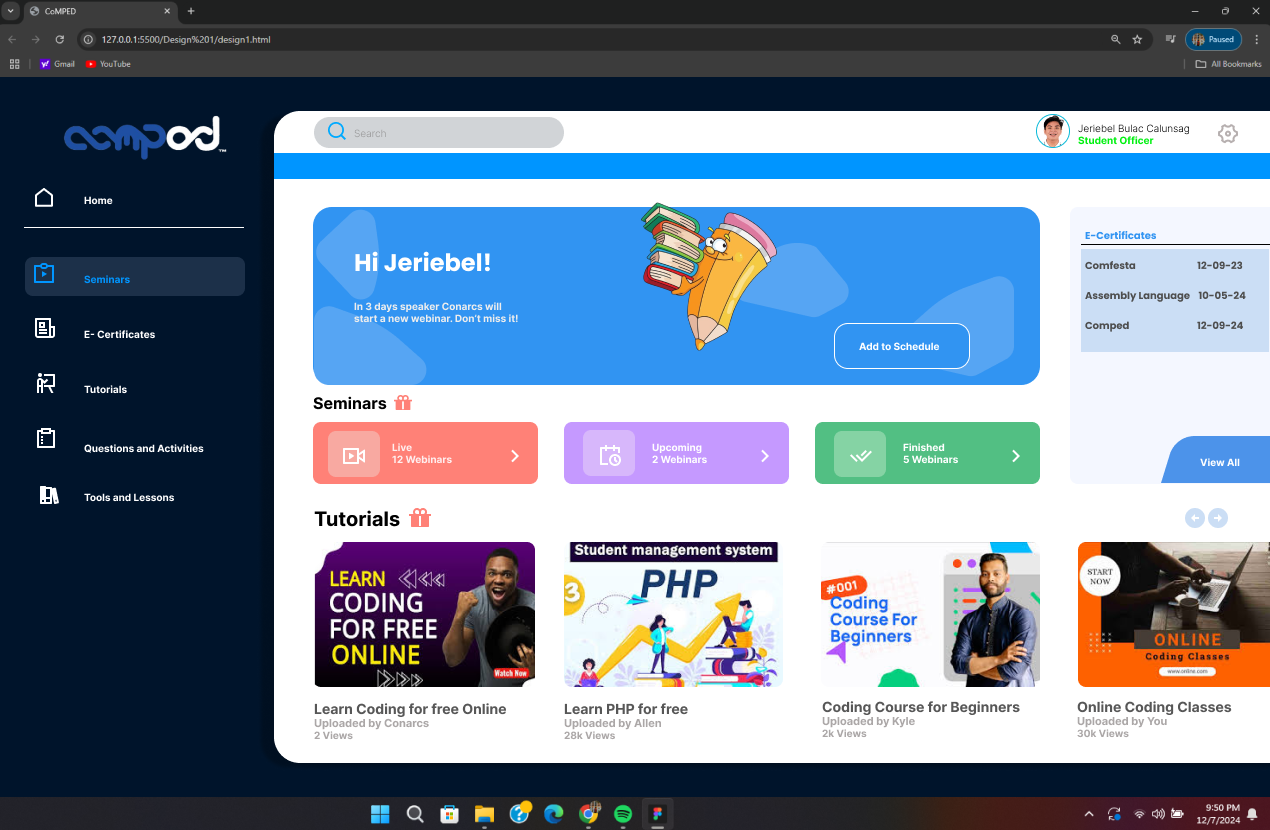 CoMPED
127.0.0.1:5500/Design%201/design1.html
Paused
Gmail
YouTube
All Bookmarks
compod™
Search
Jeriebel Bulac Calunsag
Student Officer
Home
Seminars
E- Certificates
Tutorials
Questions and Activities
Tools and Lessons
Hi Jeriebel!
In 3 days speaker Conarcs will
start a new webinar. Don't miss it!
Add to Schedule
E-Certificates
Comfesta 12-09-23
Assembly Language 10-05-24
Comped 12-09-24
View All
Seminars
Live
12 Webinars
Upcoming
2 Webinars
Finished
5 Webinars
Tutorials
LEARN
CODING
FOR FREE
ONLINE
Watch Now
Learn Coding for free Online
Uploaded by Conarcs
2 Views
Student management system
PHP
3
Learn PHP for free
Uploaded by Allen
28k Views
#001
Coding
Course For
Beginners
Coding Course for Beginners
Uploaded by Kyle
2k Views
START
NOW
ONLINE
Coding Classes
www.online.com
Online Coding Classes
Uploaded by You
30k Views
9:50 PM
12/7/2024